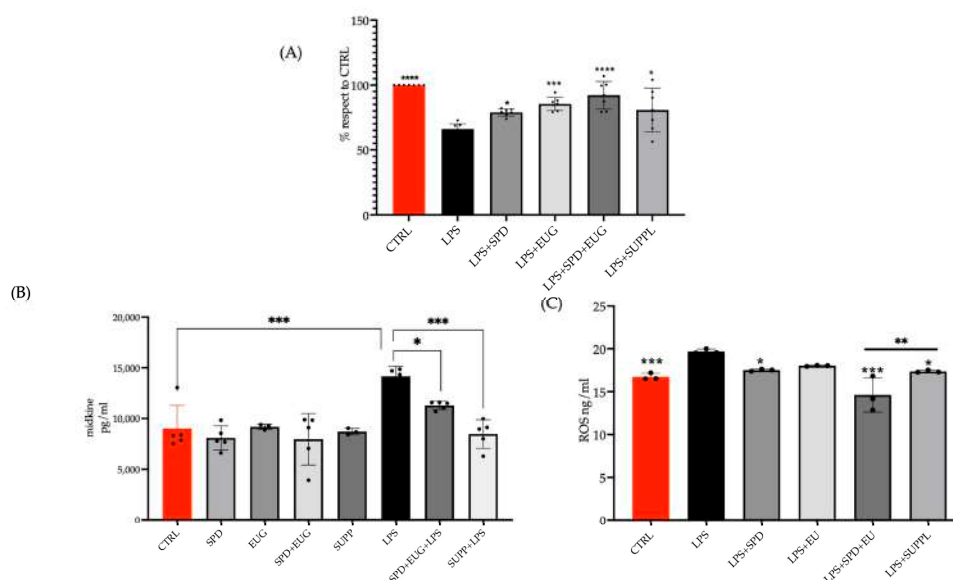 (A)
% respect to CTRL
150
100
50
0
****
*
***
****
*
CTRL
LPS
LPS+SPD
LPS+EUG
LPS+SPD+EUG
LPS+SUPPL
(B)
midkine
pg/ml
20,000
15,000
10,000
5,000
0
***
***
*
CTRL
SPD
EUG
SPD+EUG
SUPP
LPS
SPD+EUG+LPS
SUPP+LPS
(C)
ROS ng/ml
25
20
15
10
5
0
***
*
**
***
*
CTRL
LPS
LPS+SPD
LPS+EU
LPS+SPD+EU
LPS+SUPPL